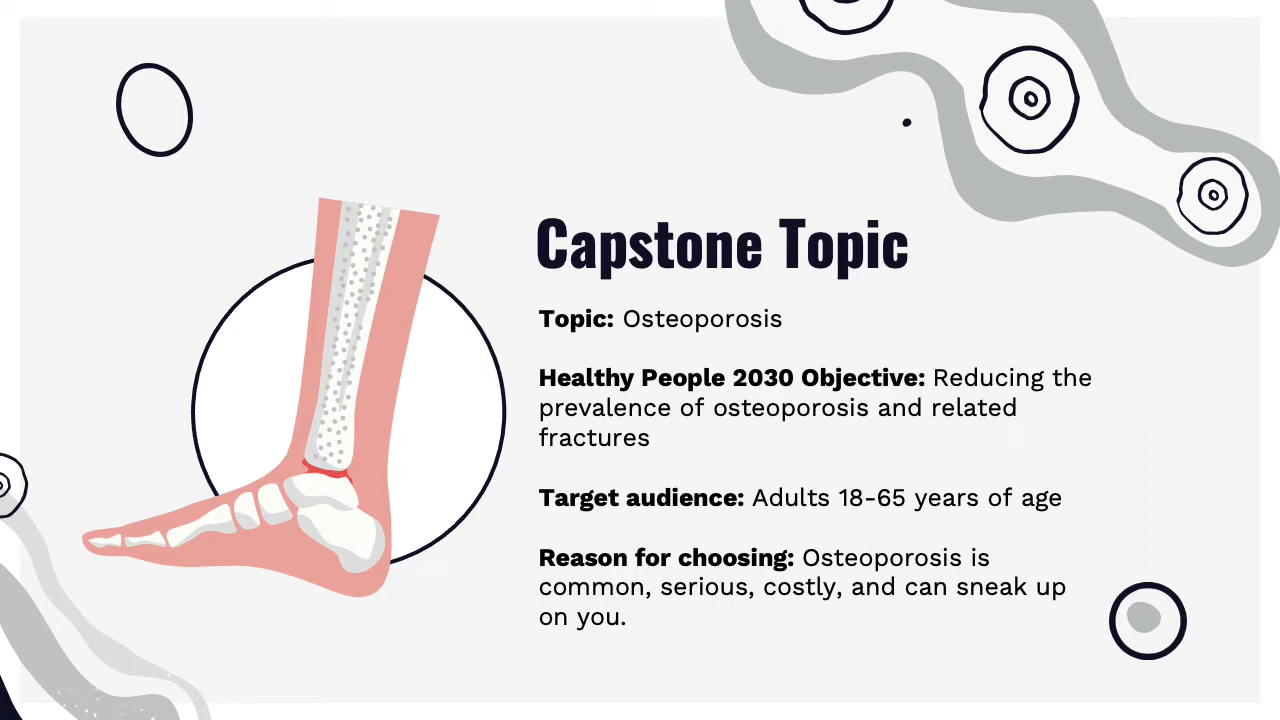 Capstone Topic
Topic: Osteoporosis
Healthy People 2030 Objective: Reducing the
prevalence of osteoporosis and related
fractures
Target audience: Adults 18-65 years of age
Reason for choosing: Osteoporosis is
common, serious, costly, and can sneak up
on you.